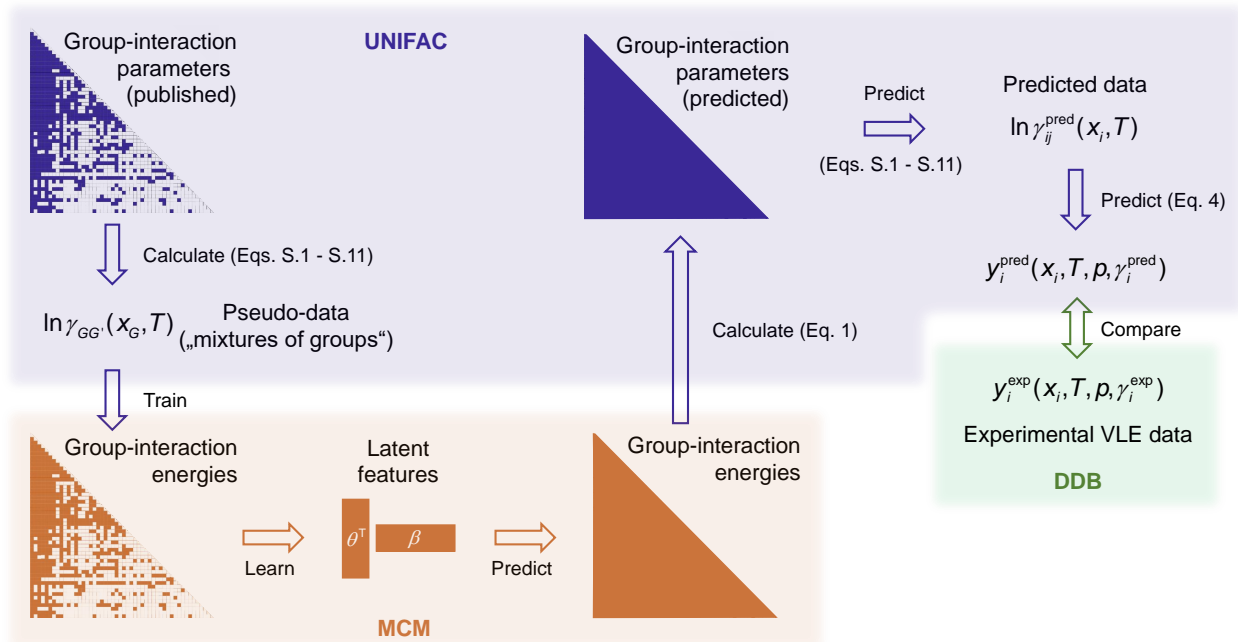 UNIFAC
Group-interaction
parameters
(published)
Calculate (Eqs. S.1 - S.11)
ln γ_GG' (x_G, T)
Pseudo-data
(„mixtures of groups“)
Train
Group-interaction
energies
Learn
Latent
features
θ^T
β
Predict
MCM
Group-interaction
energies
Calculate (Eq. 1)
Group-interaction
parameters
(predicted)
Predict
(Eqs. S.1 - S.11)
Predicted data
ln γ_ij^pred (x_i, T)
Predict (Eq. 4)
y_i^pred (x_i, T, p, γ_i^pred)
Compare
y_i^exp (x_i, T, p, γ_i^exp)
Experimental VLE data
DDB